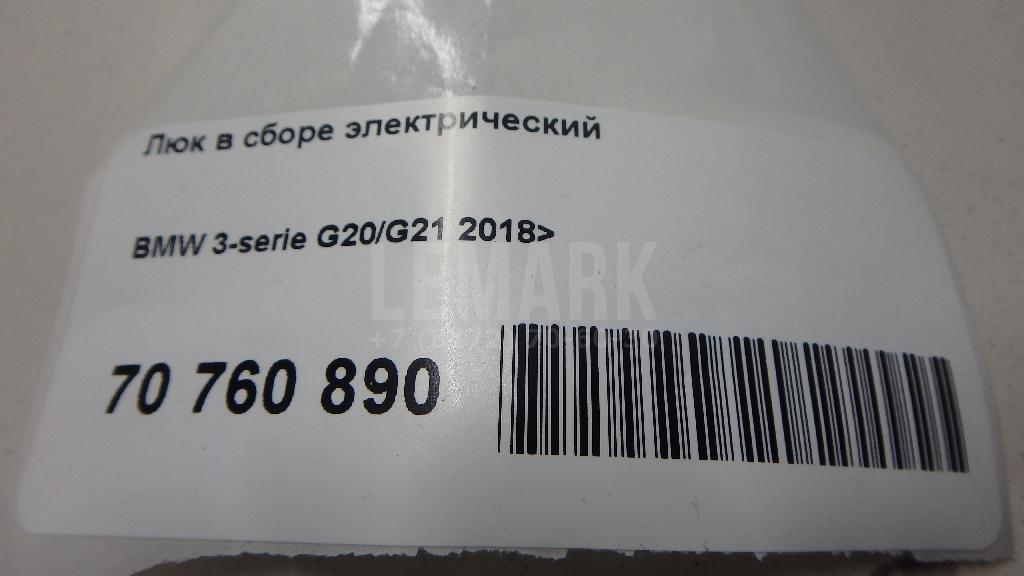 Люк в сборе электрический
BMW 3-serie G20/G21 2018>
LEMARK
70 760 890